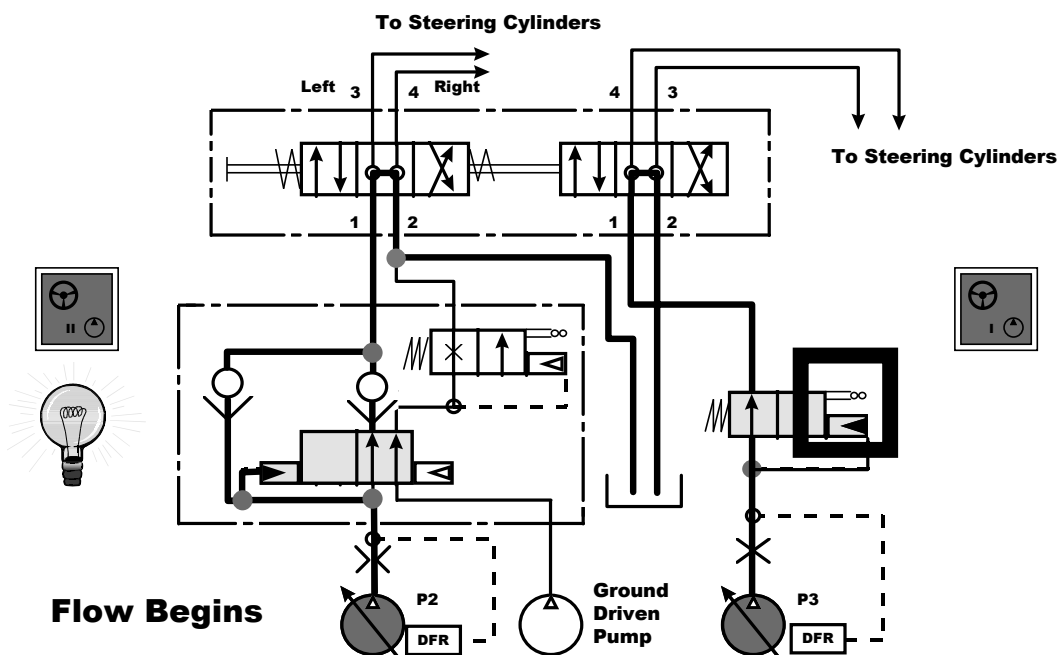 To Steering Cylinders
Left 3 4 Right
4 3
To Steering Cylinders
1 2
1 2
II
I
Flow Begins
P2
DFR
Ground
Driven
Pump
P3
DFR